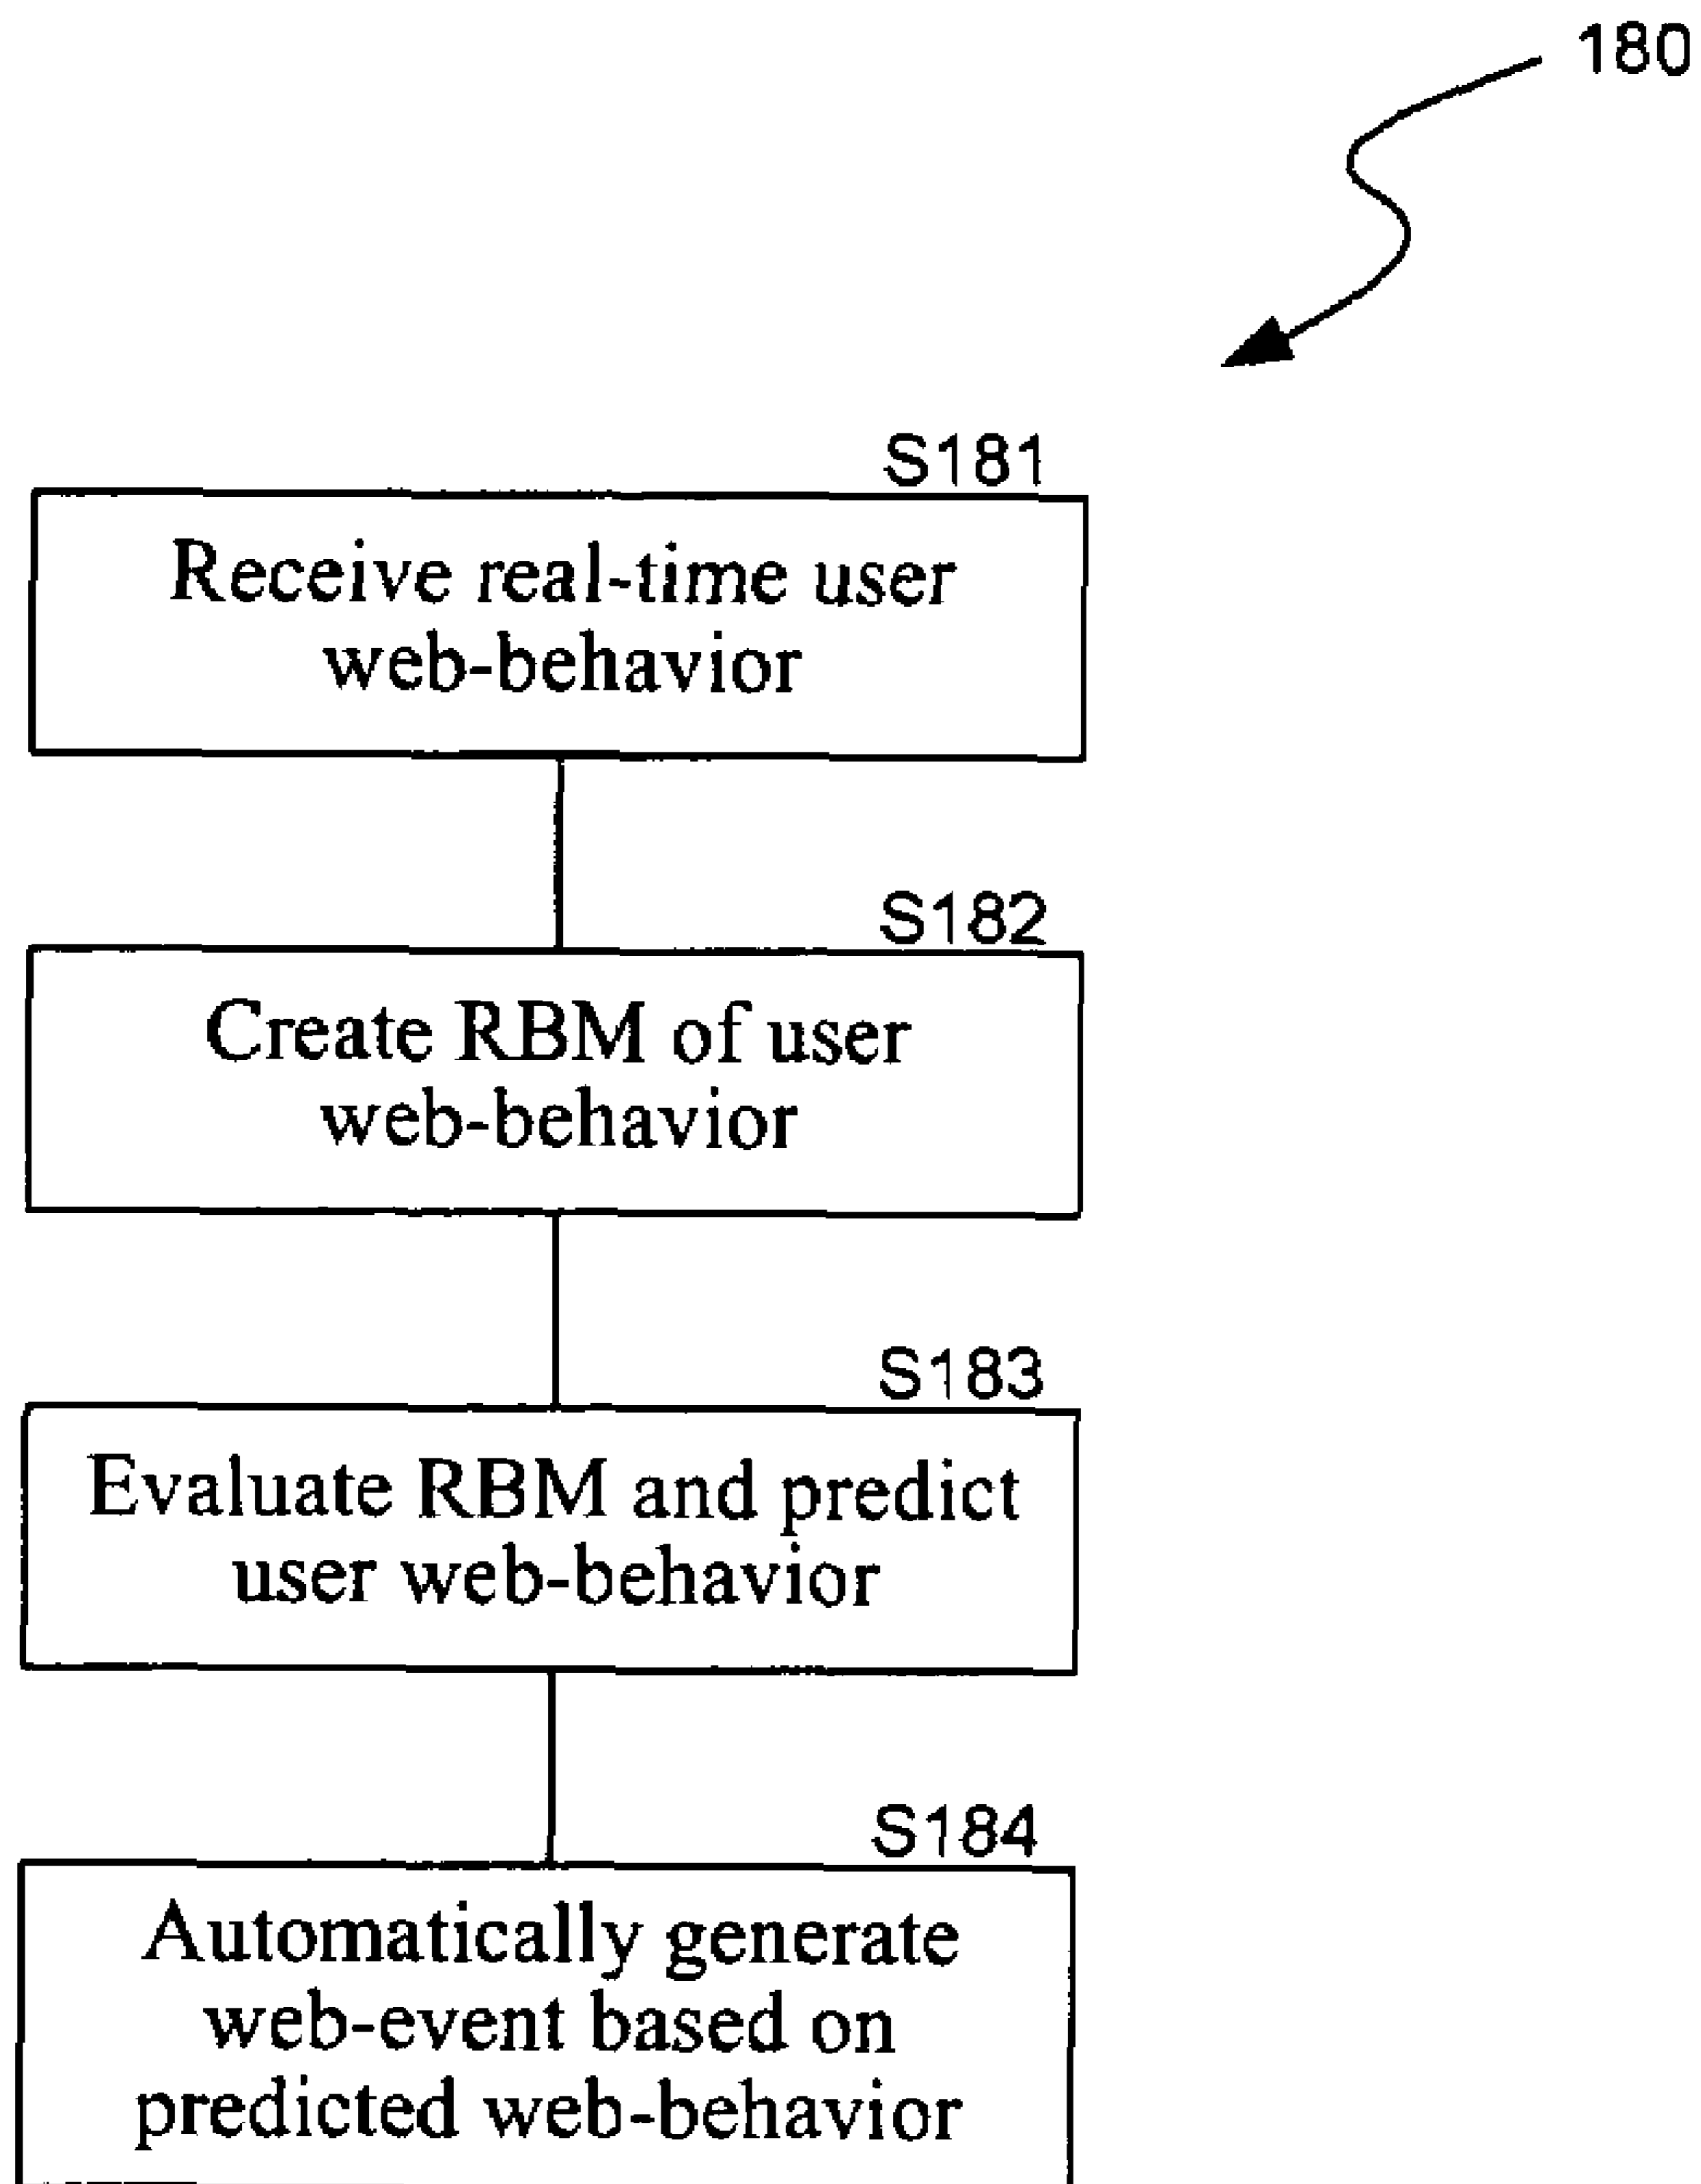 180
S181
Receive real-time user
web-behavior
S182
Create RBM of user
web-behavior
S183
Evaluate RBM and predict
user web-behavior
S184
Automatically generate
web-event based on
predicted web-behavior